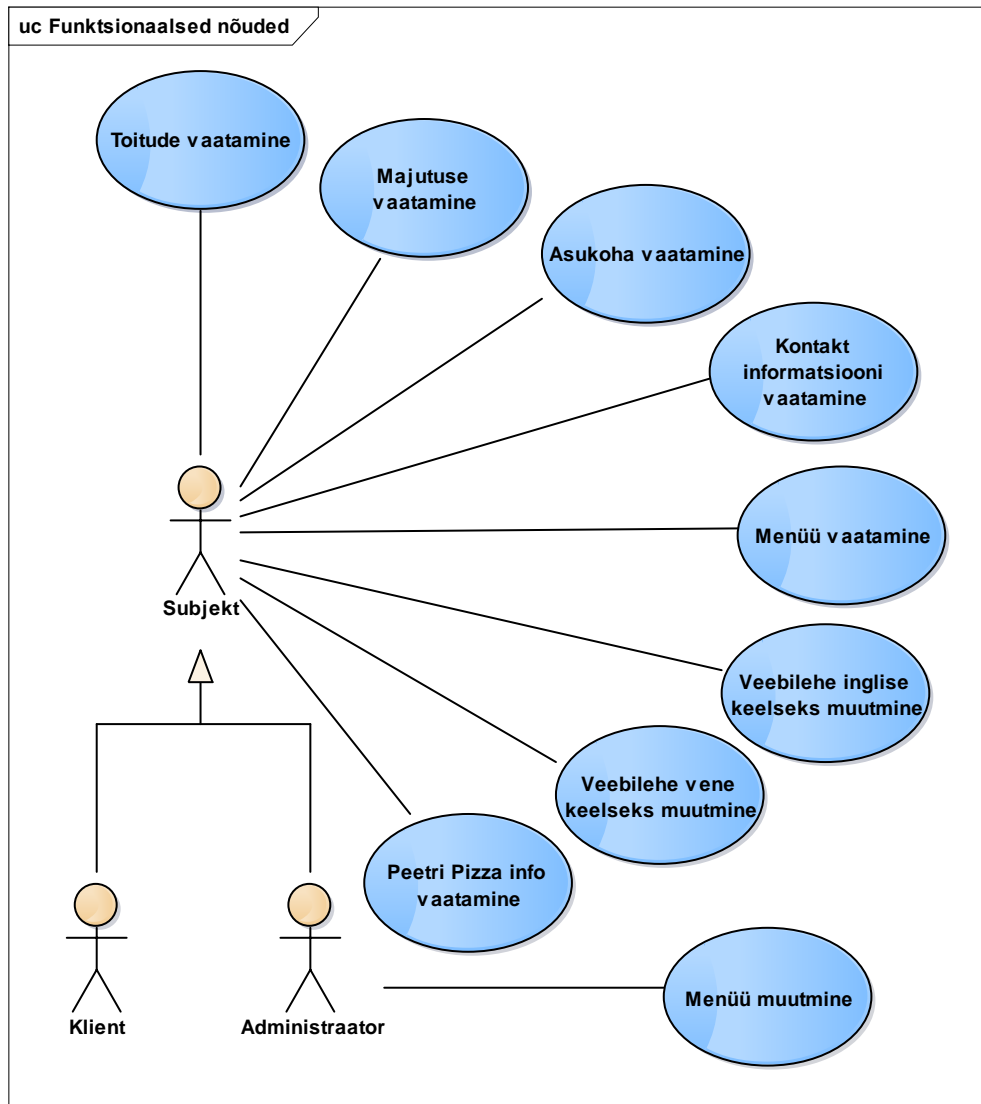 uc Funktsionaalsed nõuded
Toitude vaatamine
Majutuse
vaatamine
Asukoha vaatamine
Kontakt
informatsiooni
vaatamine
Menüü vaatamine
Subjekt
Veebilehe inglise
keelseks muutmine
Veebilehe vene
keelseks muutmine
Peetri Pizza info
vaatamine
Menüü muutmine
Klient
Administraator